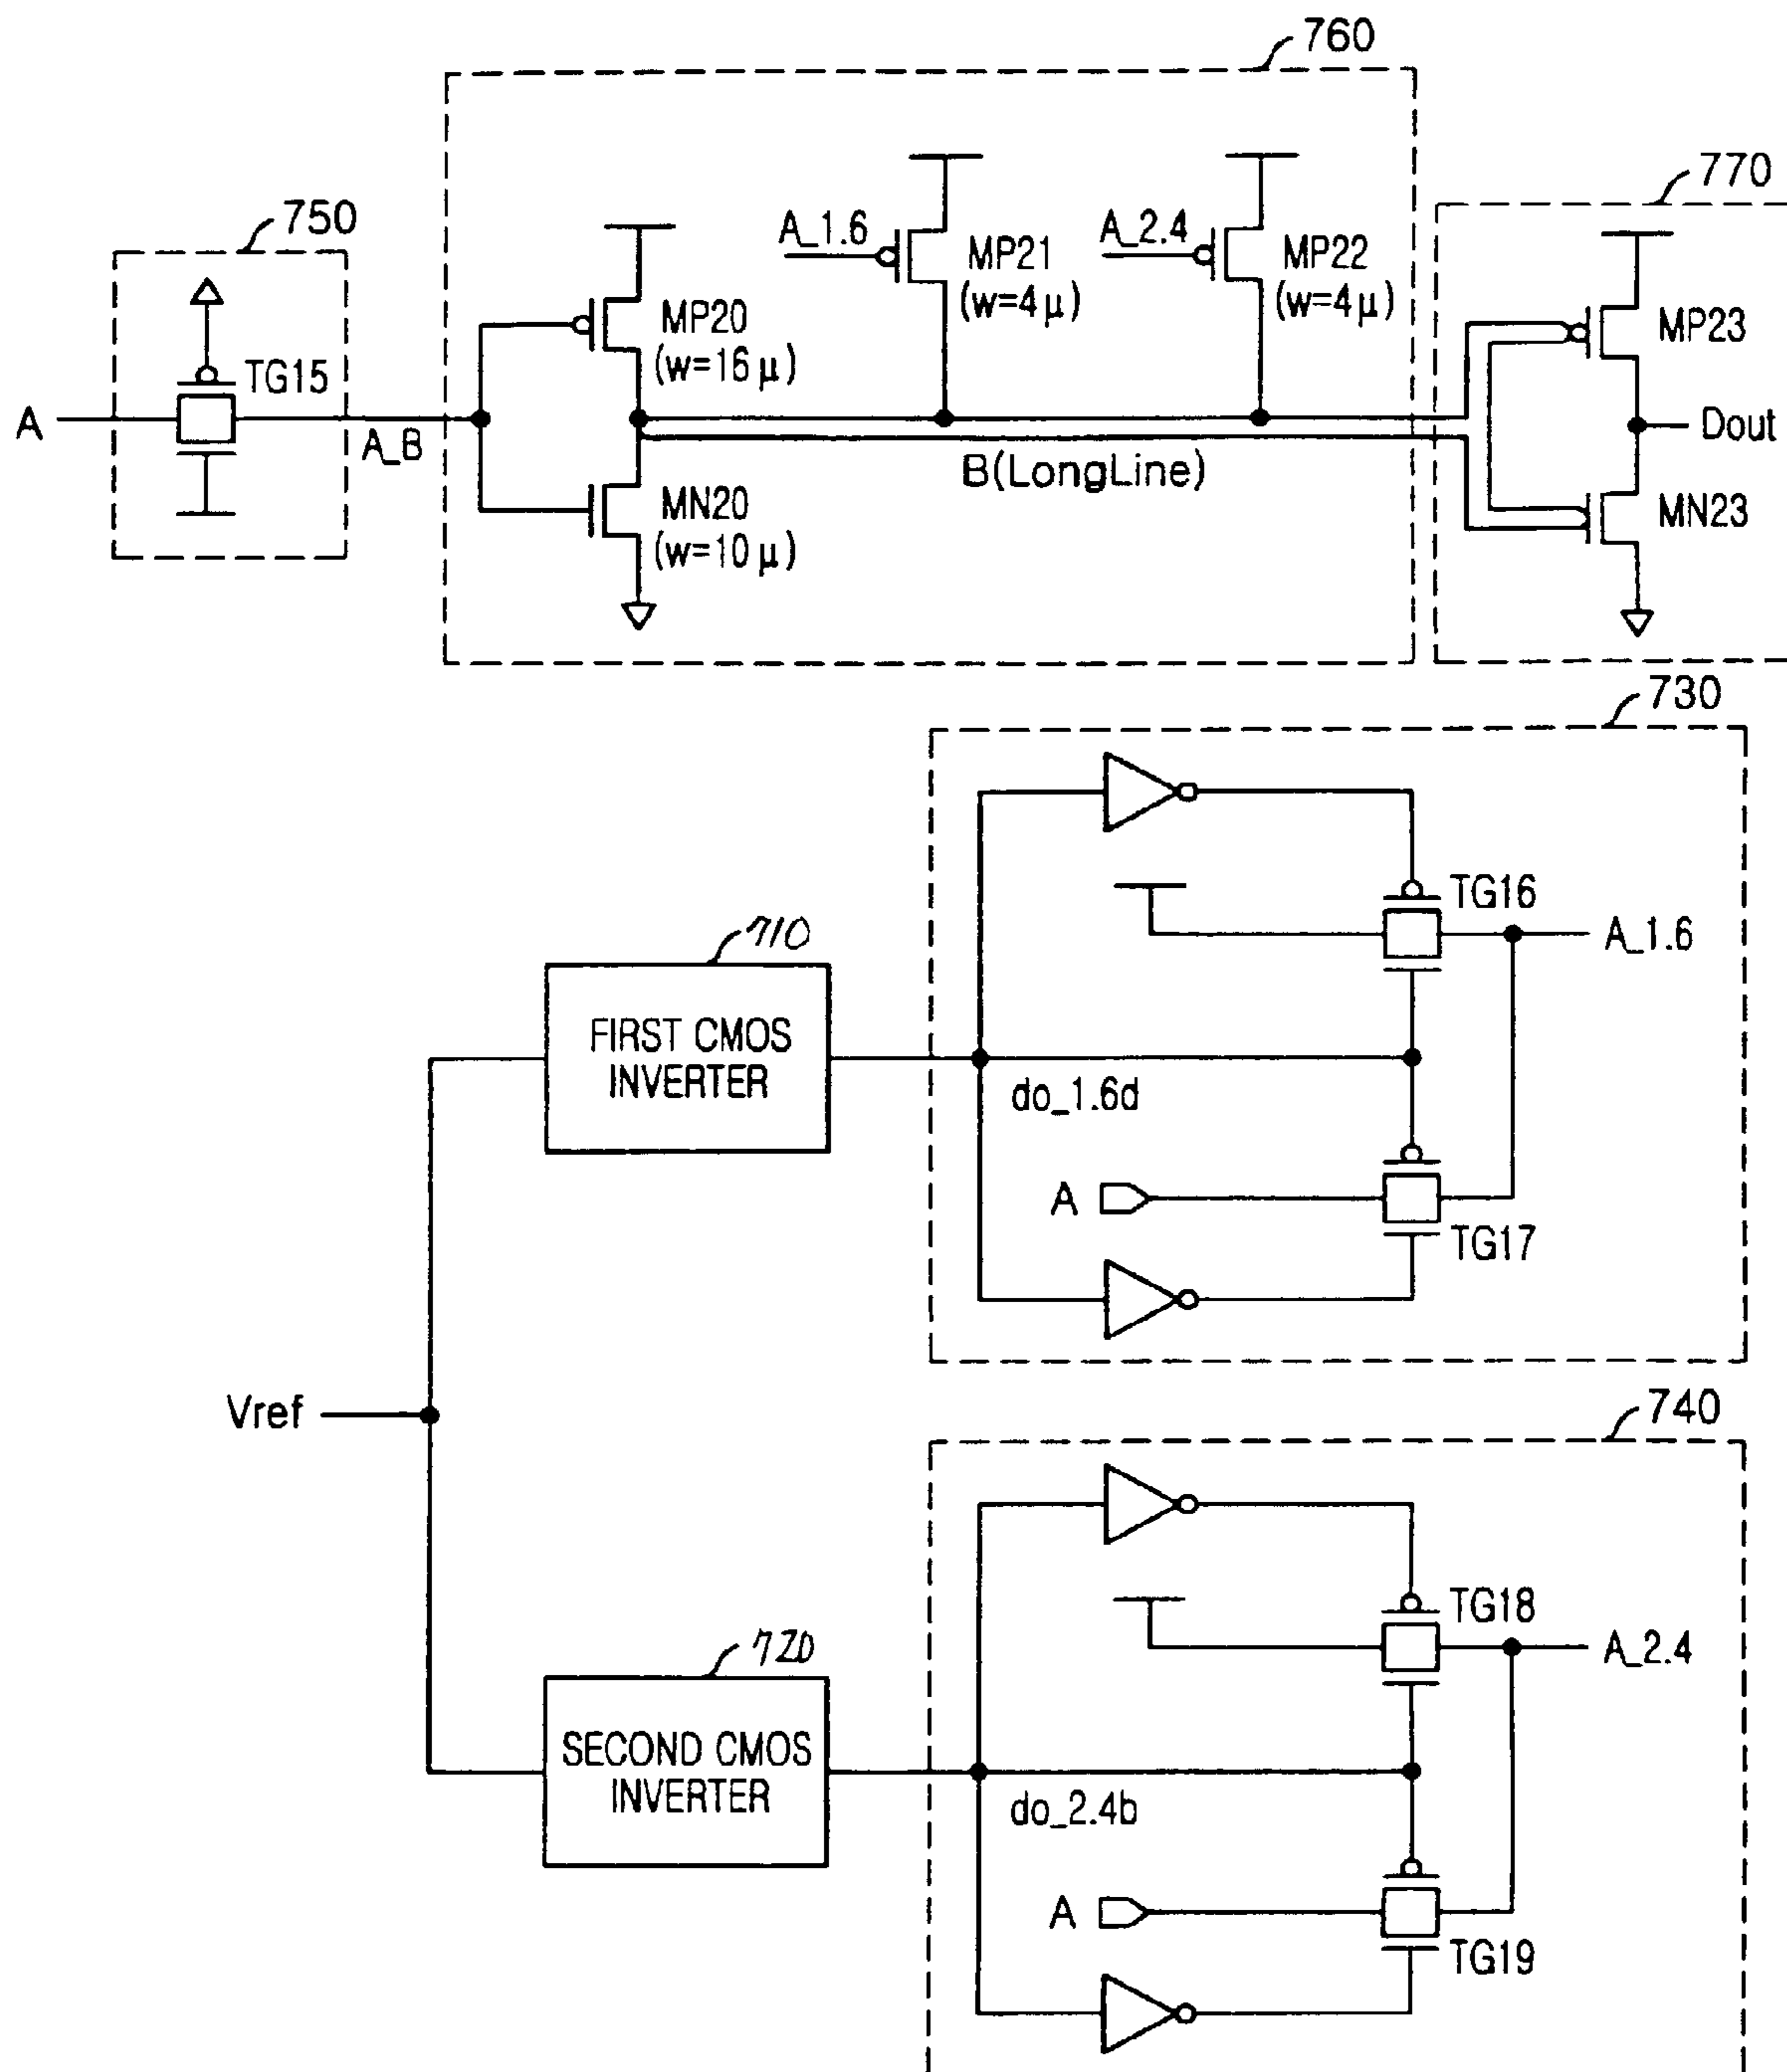 760
770
750
A_1.6
MP21
(w=4μ)
A_2.4
MP22
(w=4μ)
MP20
(w=16μ)
MP23
TG15
A
A_B
Dout
B(LongLine)
MN20
(w=10μ)
MN23
730
TG16
A_1.6
710
FIRST CMOS
INVERTER
do_1.6d
A
TG17
Vref
740
TG18
A_2.4
720
SECOND CMOS
INVERTER
do_2.4b
A
TG19